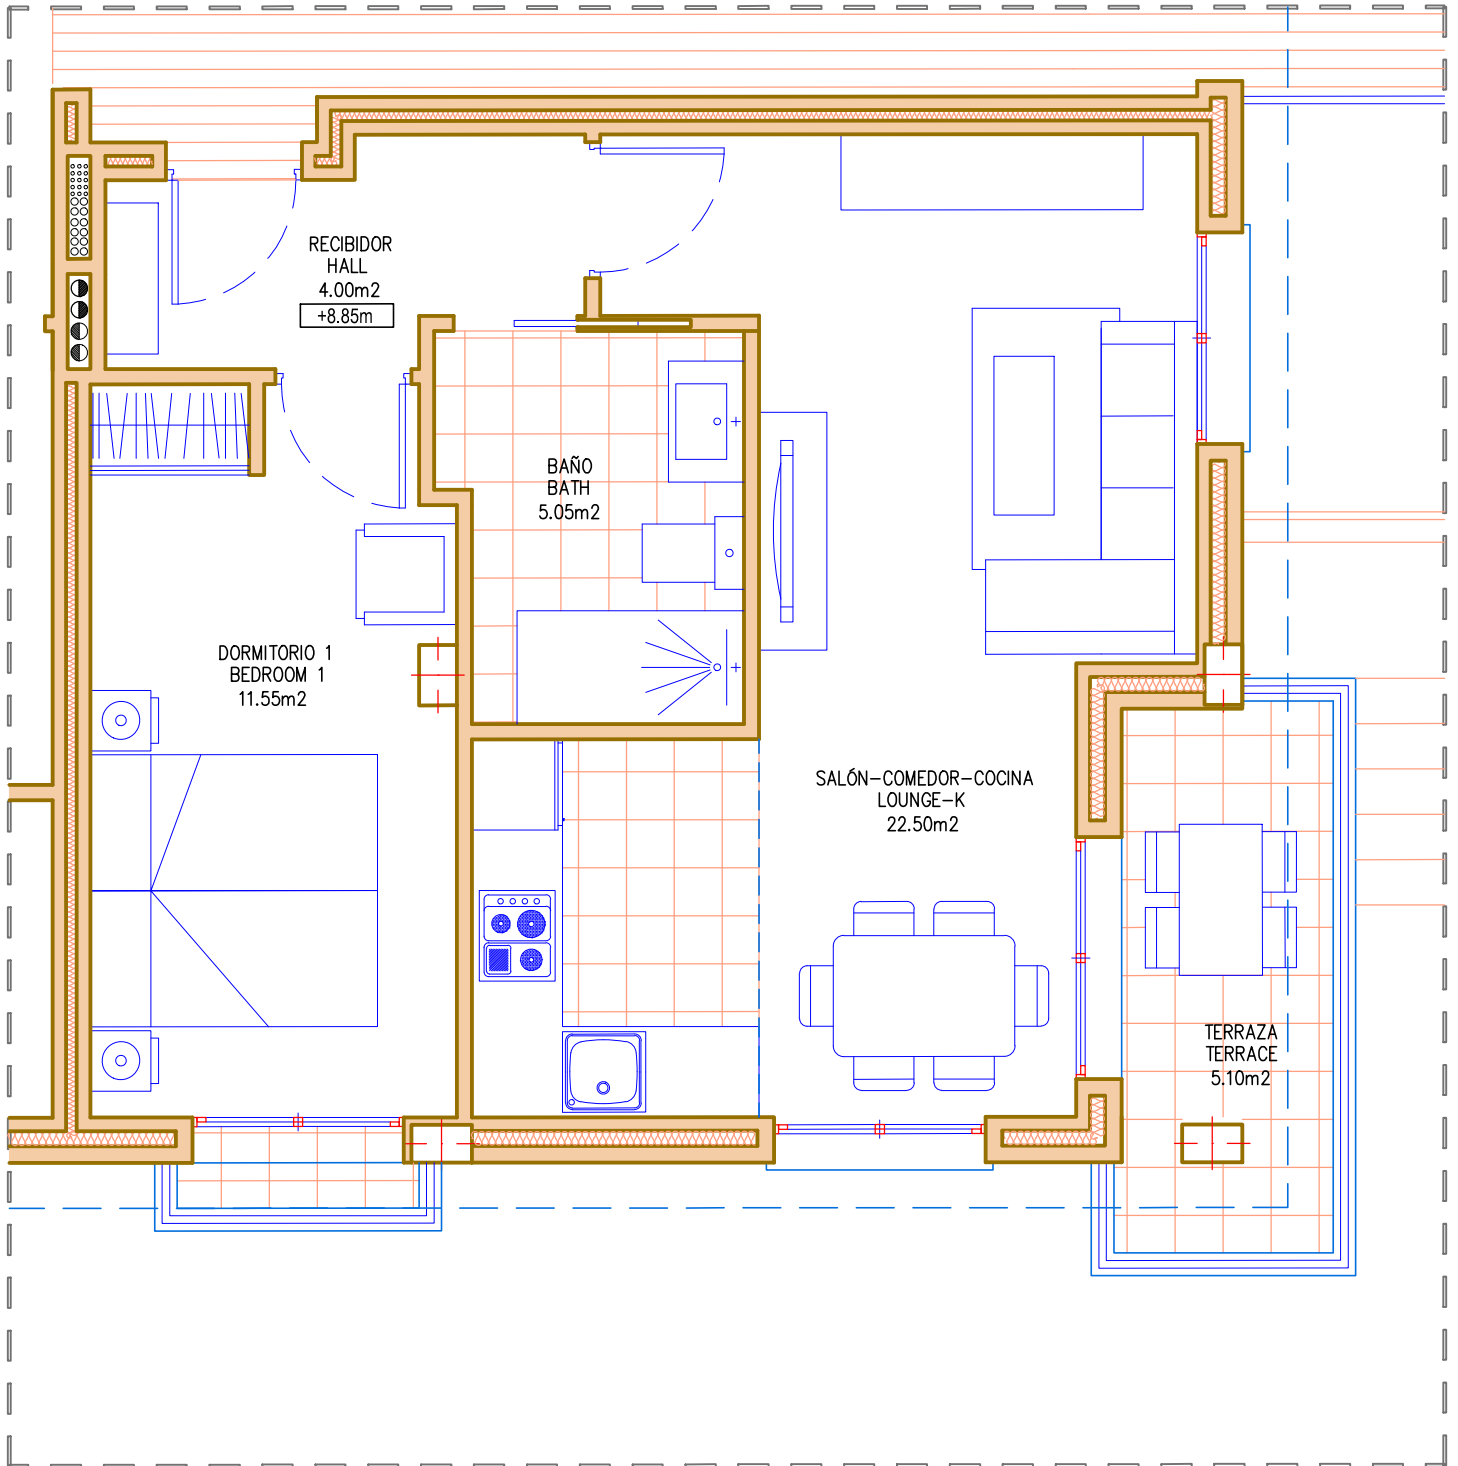 RECIBIDOR
HALL
4.00m2
+8.85m
BAÑO
BATH
5.05m2
DORMITORIO 1
BEDROOM 1
11.55m2
SALÓN-COMEDOR-COCINA
LOUNGE-K
22.50m2
TERRAZA
TERRACE
5.10m2